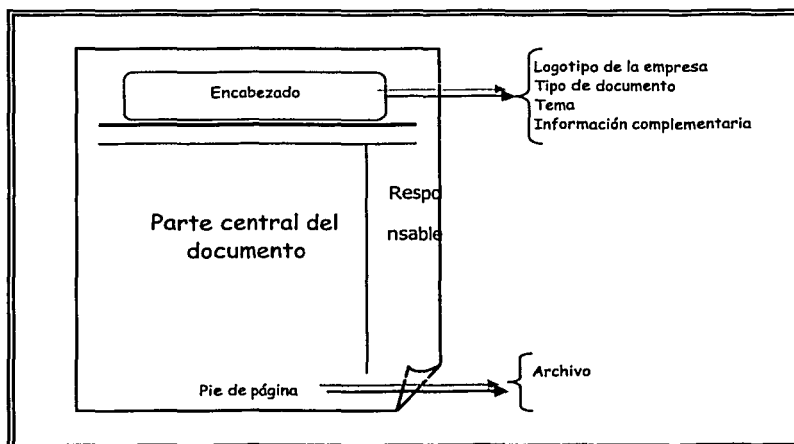 Encabezado
Logotipo de la empresa
Tipo de documento
Tema
Información complementaria
Parte central del
documento
Respo
nsable
Pie de página
Archivo